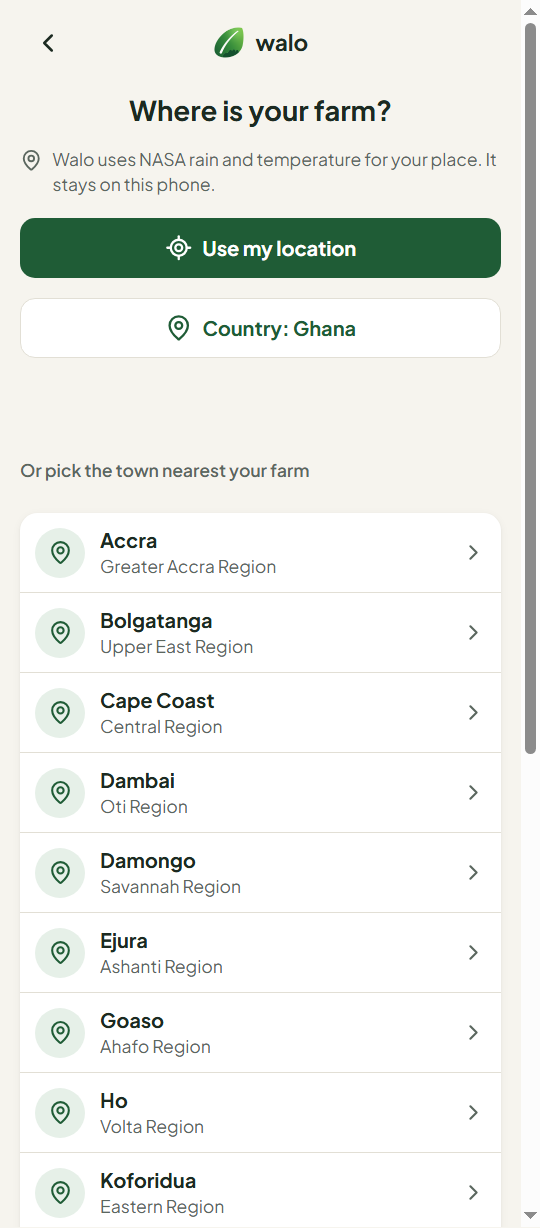 walo
Where is your farm?
Walo uses NASA rain and temperature for your place. It
stays on this phone.
Use my location
Country: Ghana
Or pick the town nearest your farm
Accra
Greater Accra Region
Bolgatanga
Upper East Region
Cape Coast
Central Region
Dambai
Oti Region
Damongo
Savannah Region
Ejura
Ashanti Region
Goaso
Ahafo Region
Ho
Volta Region
Koforidua
Eastern Region